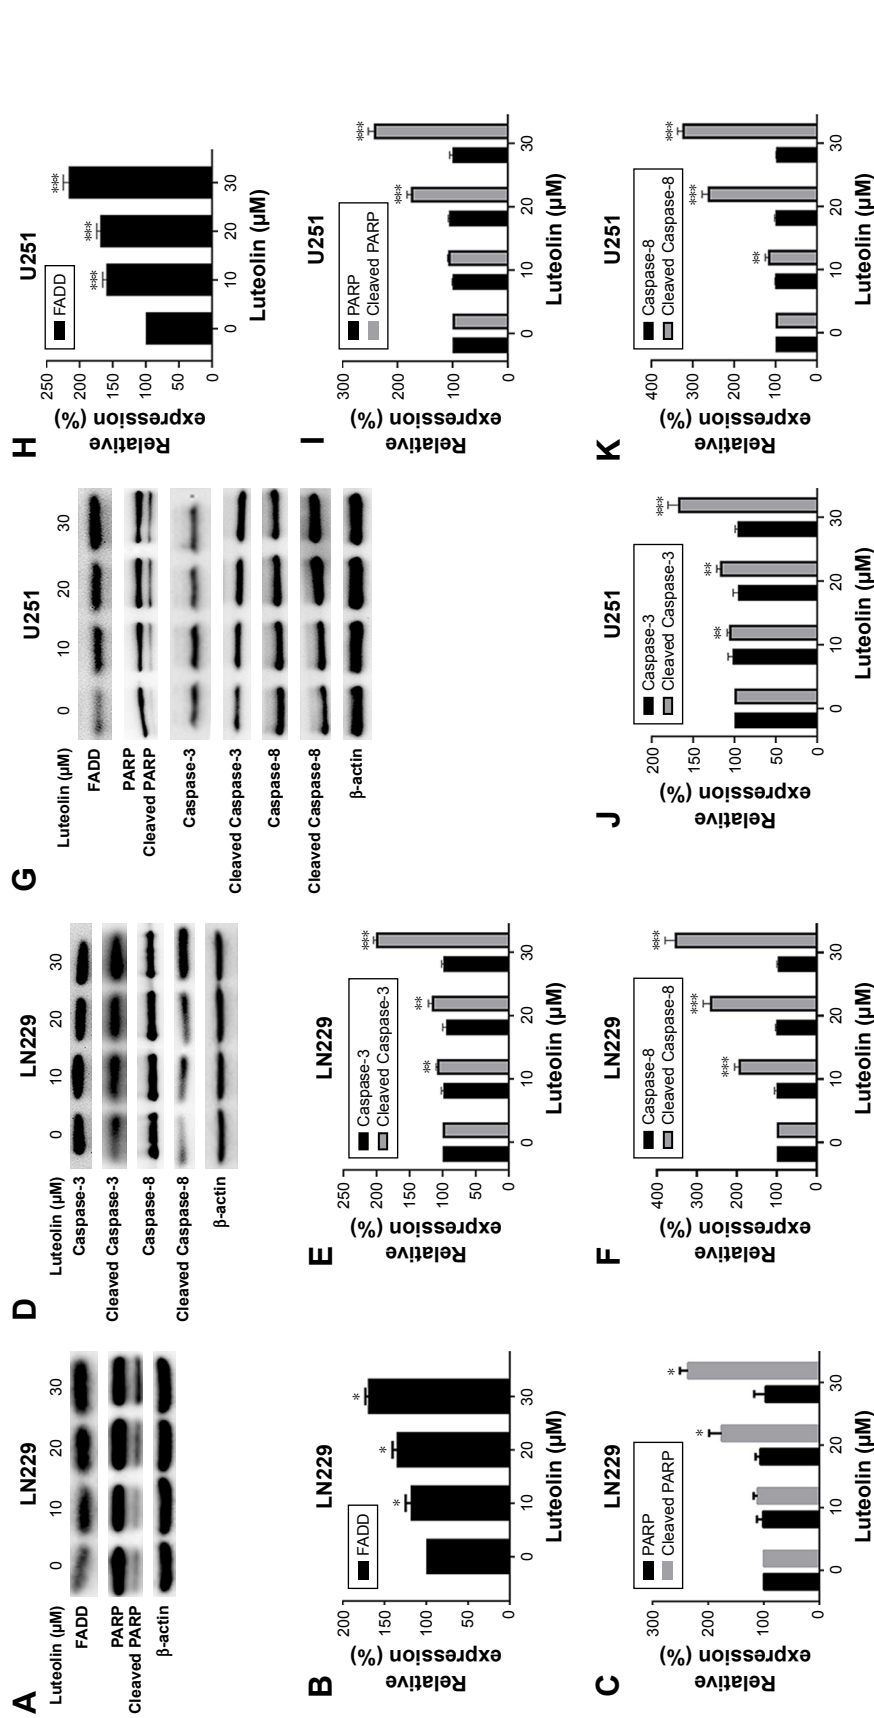 A
LN229
Luteolin (µM) 0 10 20 30
FADD
PARP
Cleaved PARP
β-actin
B
LN229
FADD
Relative
expression (%)
200
150
100
50
0
0 10 20 30
Luteolin (µM)
* * *
C
LN229
PARP
Cleaved PARP
Relative
expression (%)
300
200
100
0
0 10 20 30
Luteolin (µM)
* *
D
LN229
Luteolin (µM) 0 10 20 30
Caspase-3
Cleaved Caspase-3
Caspase-8
Cleaved Caspase-8
β-actin
E
LN229
Caspase-3
Cleaved Caspase-3
Relative
expression (%)
250
200
150
100
50
0
0 10 20 30
Luteolin (µM)
** ** ***
F
LN229
Caspase-8
Cleaved Caspase-8
Relative
expression (%)
400
300
200
100
0
0 10 20 30
Luteolin (µM)
*** *** ***
G
U251
Luteolin (µM) 0 10 20 30
FADD
PARP
Cleaved PARP
Caspase-3
Cleaved Caspase-3
Caspase-8
Cleaved Caspase-8
β-actin
H
U251
FADD
Relative
expression (%)
250
200
150
100
50
0
0 10 20 30
Luteolin (µM)
*** *** ***
I
U251
PARP
Cleaved PARP
Relative
expression (%)
300
200
100
0
0 10 20 30
Luteolin (µM)
*** ***
J
U251
Caspase-3
Cleaved Caspase-3
Relative
expression (%)
200
150
100
50
0
0 10 20 30
Luteolin (µM)
** ** ***
K
U251
Caspase-8
Cleaved Caspase-8
Relative
expression (%)
400
300
200
100
0
0 10 20 30
Luteolin (µM)
** *** ***